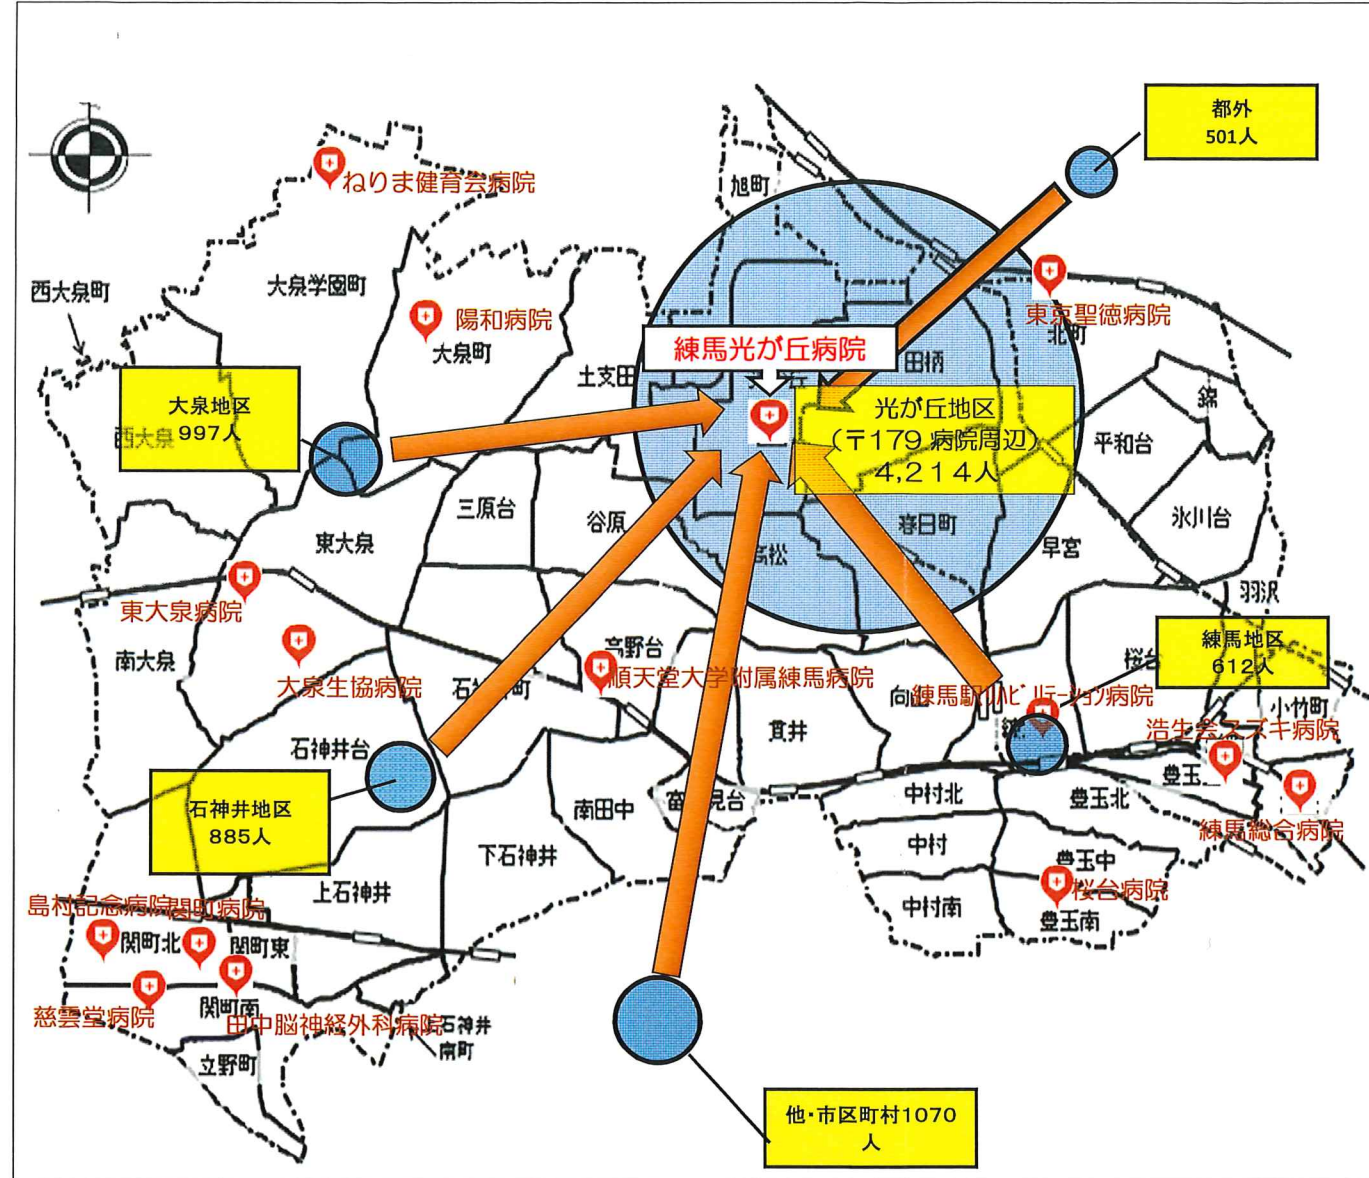 都外
501人
旭町
ねりま健育会病院
西大泉町
大泉学園町
陽和病院
大泉町
東京聖徳病院
北町
練馬光が丘病院
土支田
田柄
錦
大泉地区
997人
西大泉
光が丘地区
(〒179 病院周辺)
4,214人
平和台
三原台
谷原
春日町
氷川台
東大泉
高松
早宮
羽沢
東大泉病院
南大泉
大泉生協病院
高野台
順天堂大学附属練馬病院
練馬地区
612人
向山
練馬駅リハビリテーション病院
小竹町
石神井台
貫井
浩生会スズキ病院
石神井地区
885人
南田中
中村北
豊玉北
練馬総合病院
下石神井
中村
豊玉中
上石神井
桜台病院
中村南
豊玉南
島村記念病院
関町病院
関町北
関町東
慈雲堂病院
関町南
田中脳神経外科病院
石神井
南町
立野町
他・市区町村1070
人